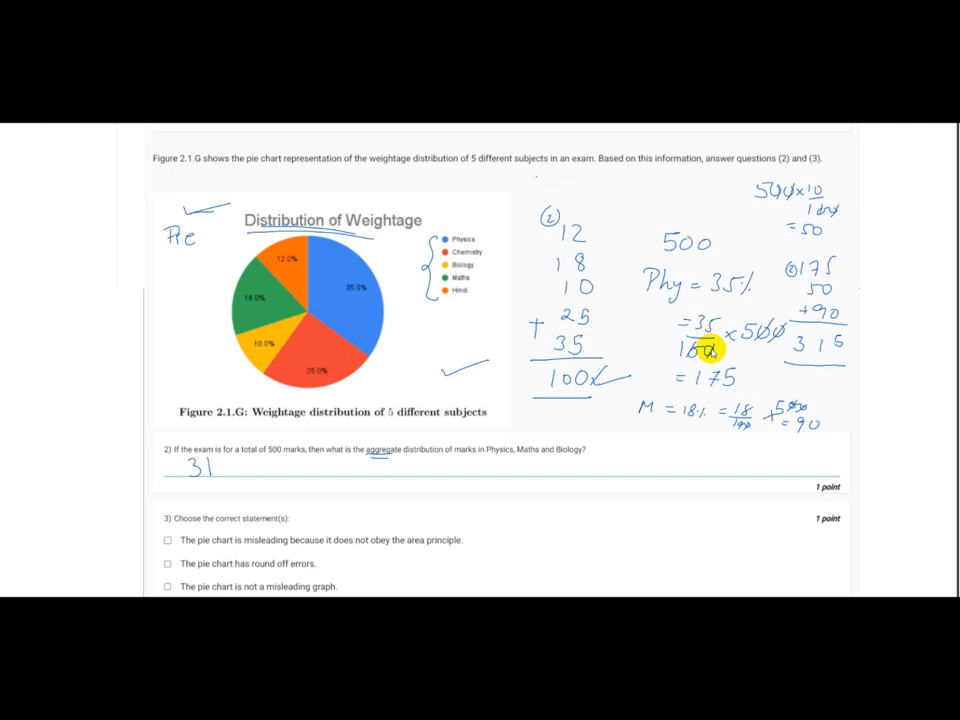 Figure 2.1.G shows the pie chart representation of the weightage distribution of 5 different subjects in an exam. Based on this information, answer questions (2) and (3).
Distribution of Weightage
Pie
Physics
Chemistry
Biology
Maths
Hindi
12.0%
35.0%
18.0%
10.0%
25.0%
Figure 2.1.G: Weightage distribution of 5 different subjects
(2)
12
18
10
25
+ 35
100%
500
Phy = 35%
= 35/100 × 500
= 175
M = 18% = 18/100 × 500
= 90
500 × 10/100
= 50
(2) 175
50
+90
315
2) If the exam is for a total of 500 marks, then what is the aggregate distribution of marks in Physics, Maths and Biology?
31
1 point
3) Choose the correct statement(s):
1 point
The pie chart is misleading because it does not obey the area principle.
The pie chart has round off errors.
The pie chart is not a misleading graph.